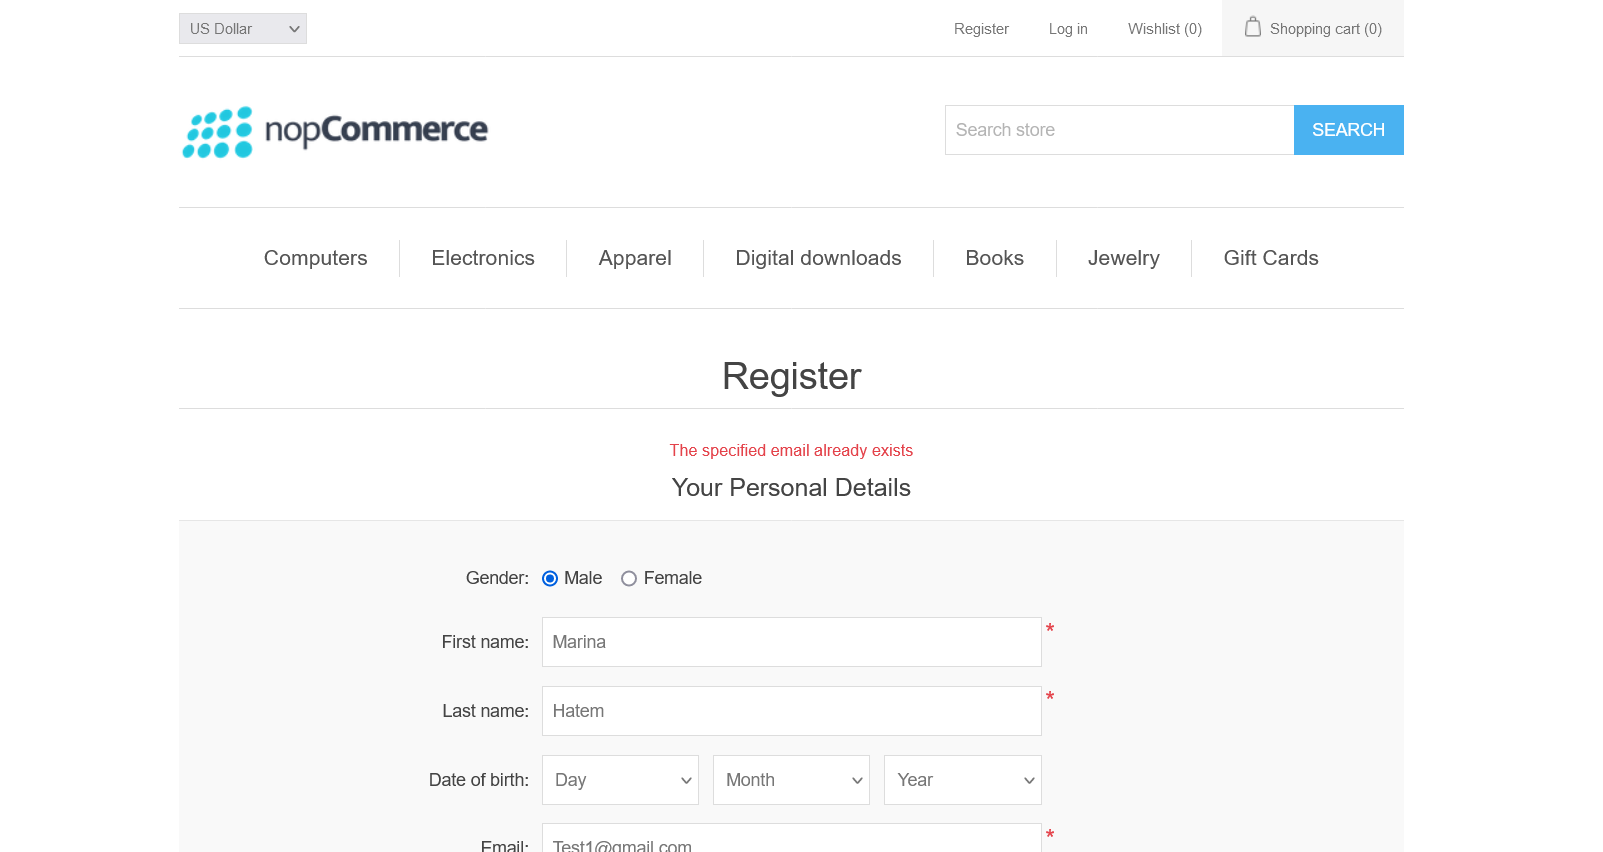 US Dollar
Register
Log in
Wishlist (0)
Shopping cart (0)
nopCommerce
Search store
SEARCH
Computers
Electronics
Apparel
Digital downloads
Books
Jewelry
Gift Cards
Register
The specified email already exists
Your Personal Details
Gender: Male Female
First name: Marina *
Last name: Hatem *
Date of birth: Day Month Year
Email: Test1@gmail.com *